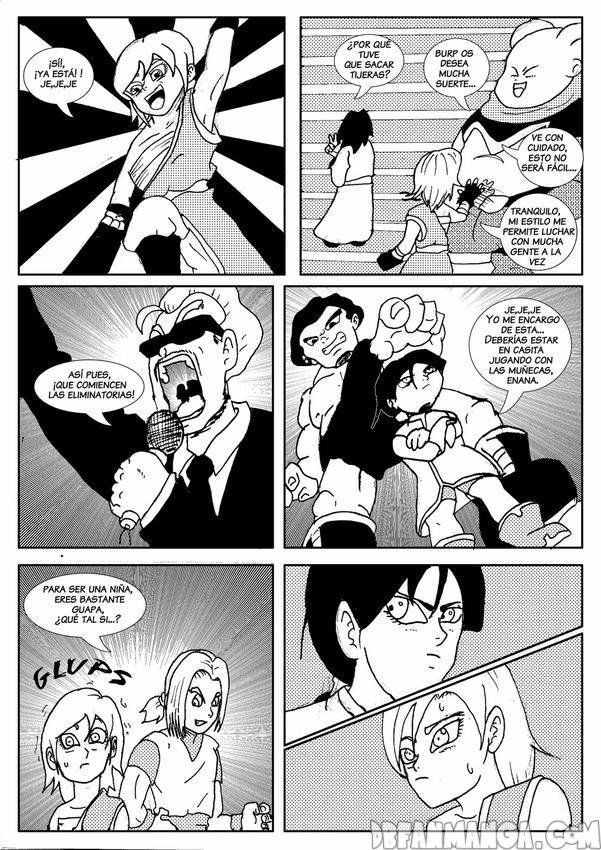 ¡SÍ!,
¡YA ESTÁ! !
JE,JE,JE
¿POR QUÉ TUVE
QUE SACAR
TIJERAS?
BURP OS
DESEA
MUCHA
SUERTE...
VE CON
CUIDADO,
ESTO NO
SERÁ FÁCIL...
TRANQUILO,
MI ESTILO ME
PERMITE LUCHAR
CON MUCHA
GENTE A LA
VEZ
ASÍ PUES,
¡QUE COMIENCEN
LAS ELIMINATORIAS!
JE,JE,JE
YO ME ENCARGO
DE ESTA...
DEBERÍAS ESTAR
EN CASITA
JUGANDO CON
LAS MUÑECAS,
ENANA.
PARA SER UNA NIÑA,
ERES BASTANTE
GUAPA,
¿QUÉ TAL SI...?
GLUPS
DBFANMANGA.COM